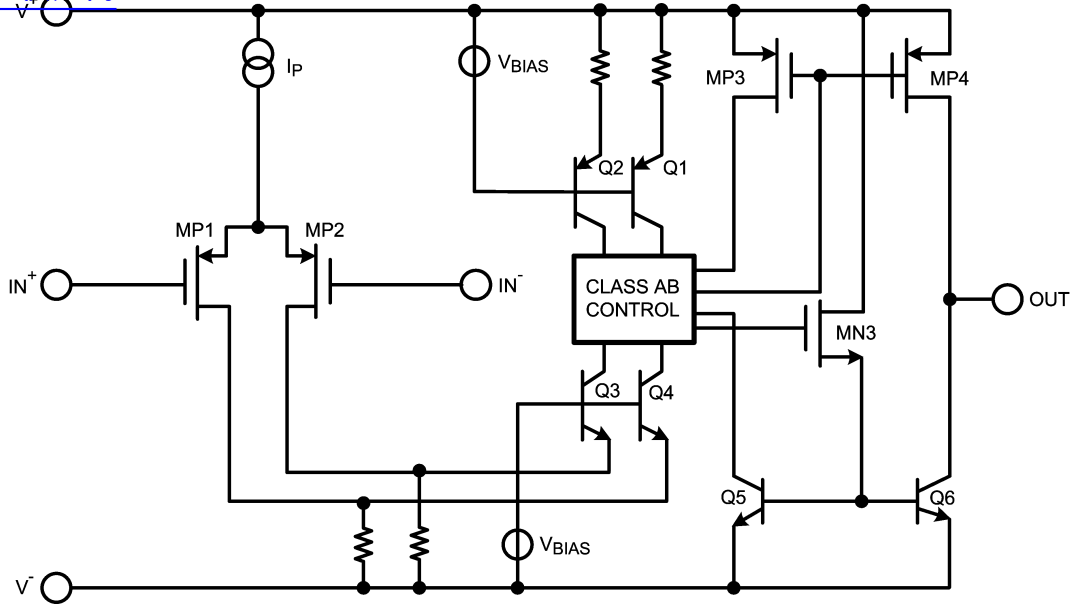 V+
IP
VBIAS
MP3
MP4
Q2
Q1
MP1
MP2
IN+
IN-
CLASS AB
CONTROL
OUT
MN3
Q3
Q4
Q5
Q6
VBIAS
V-